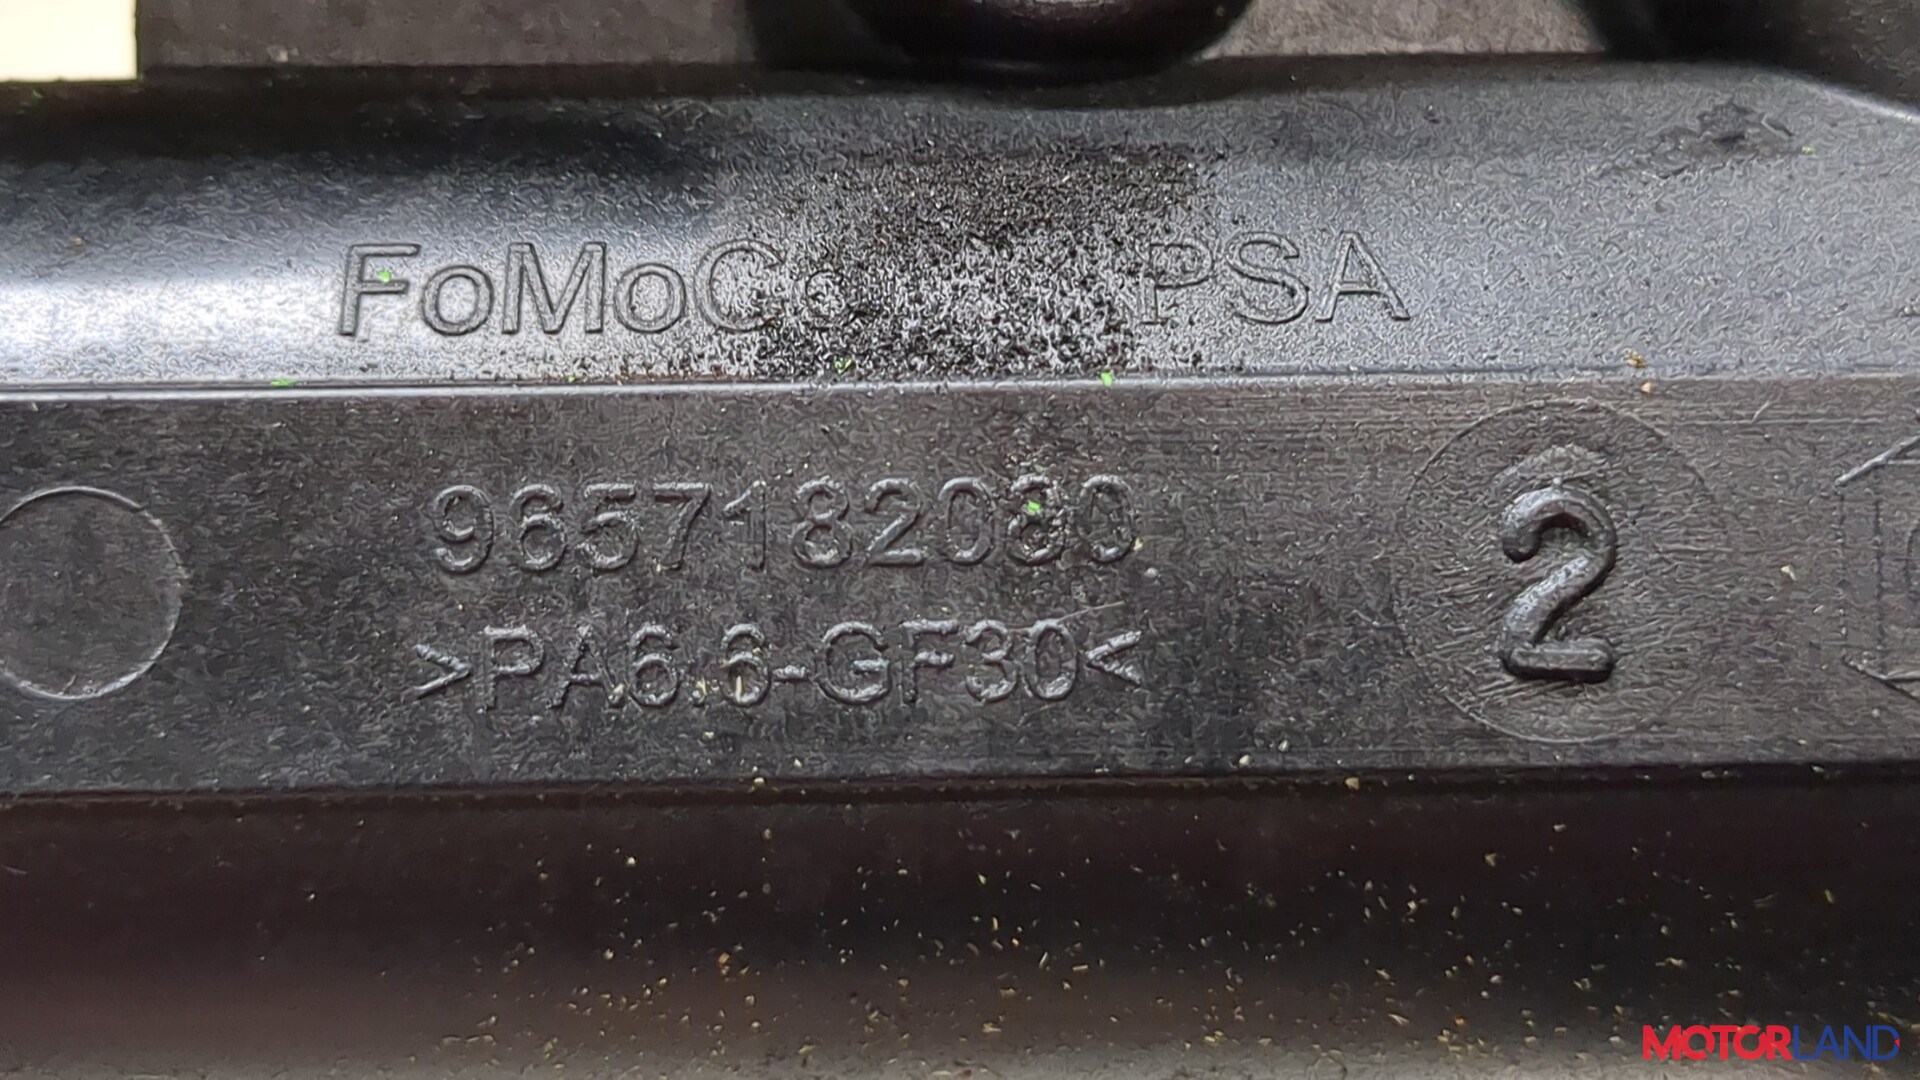 FoMoCo PSA
9657182080
>PA6.6-GF30<
2
MOTORLAND